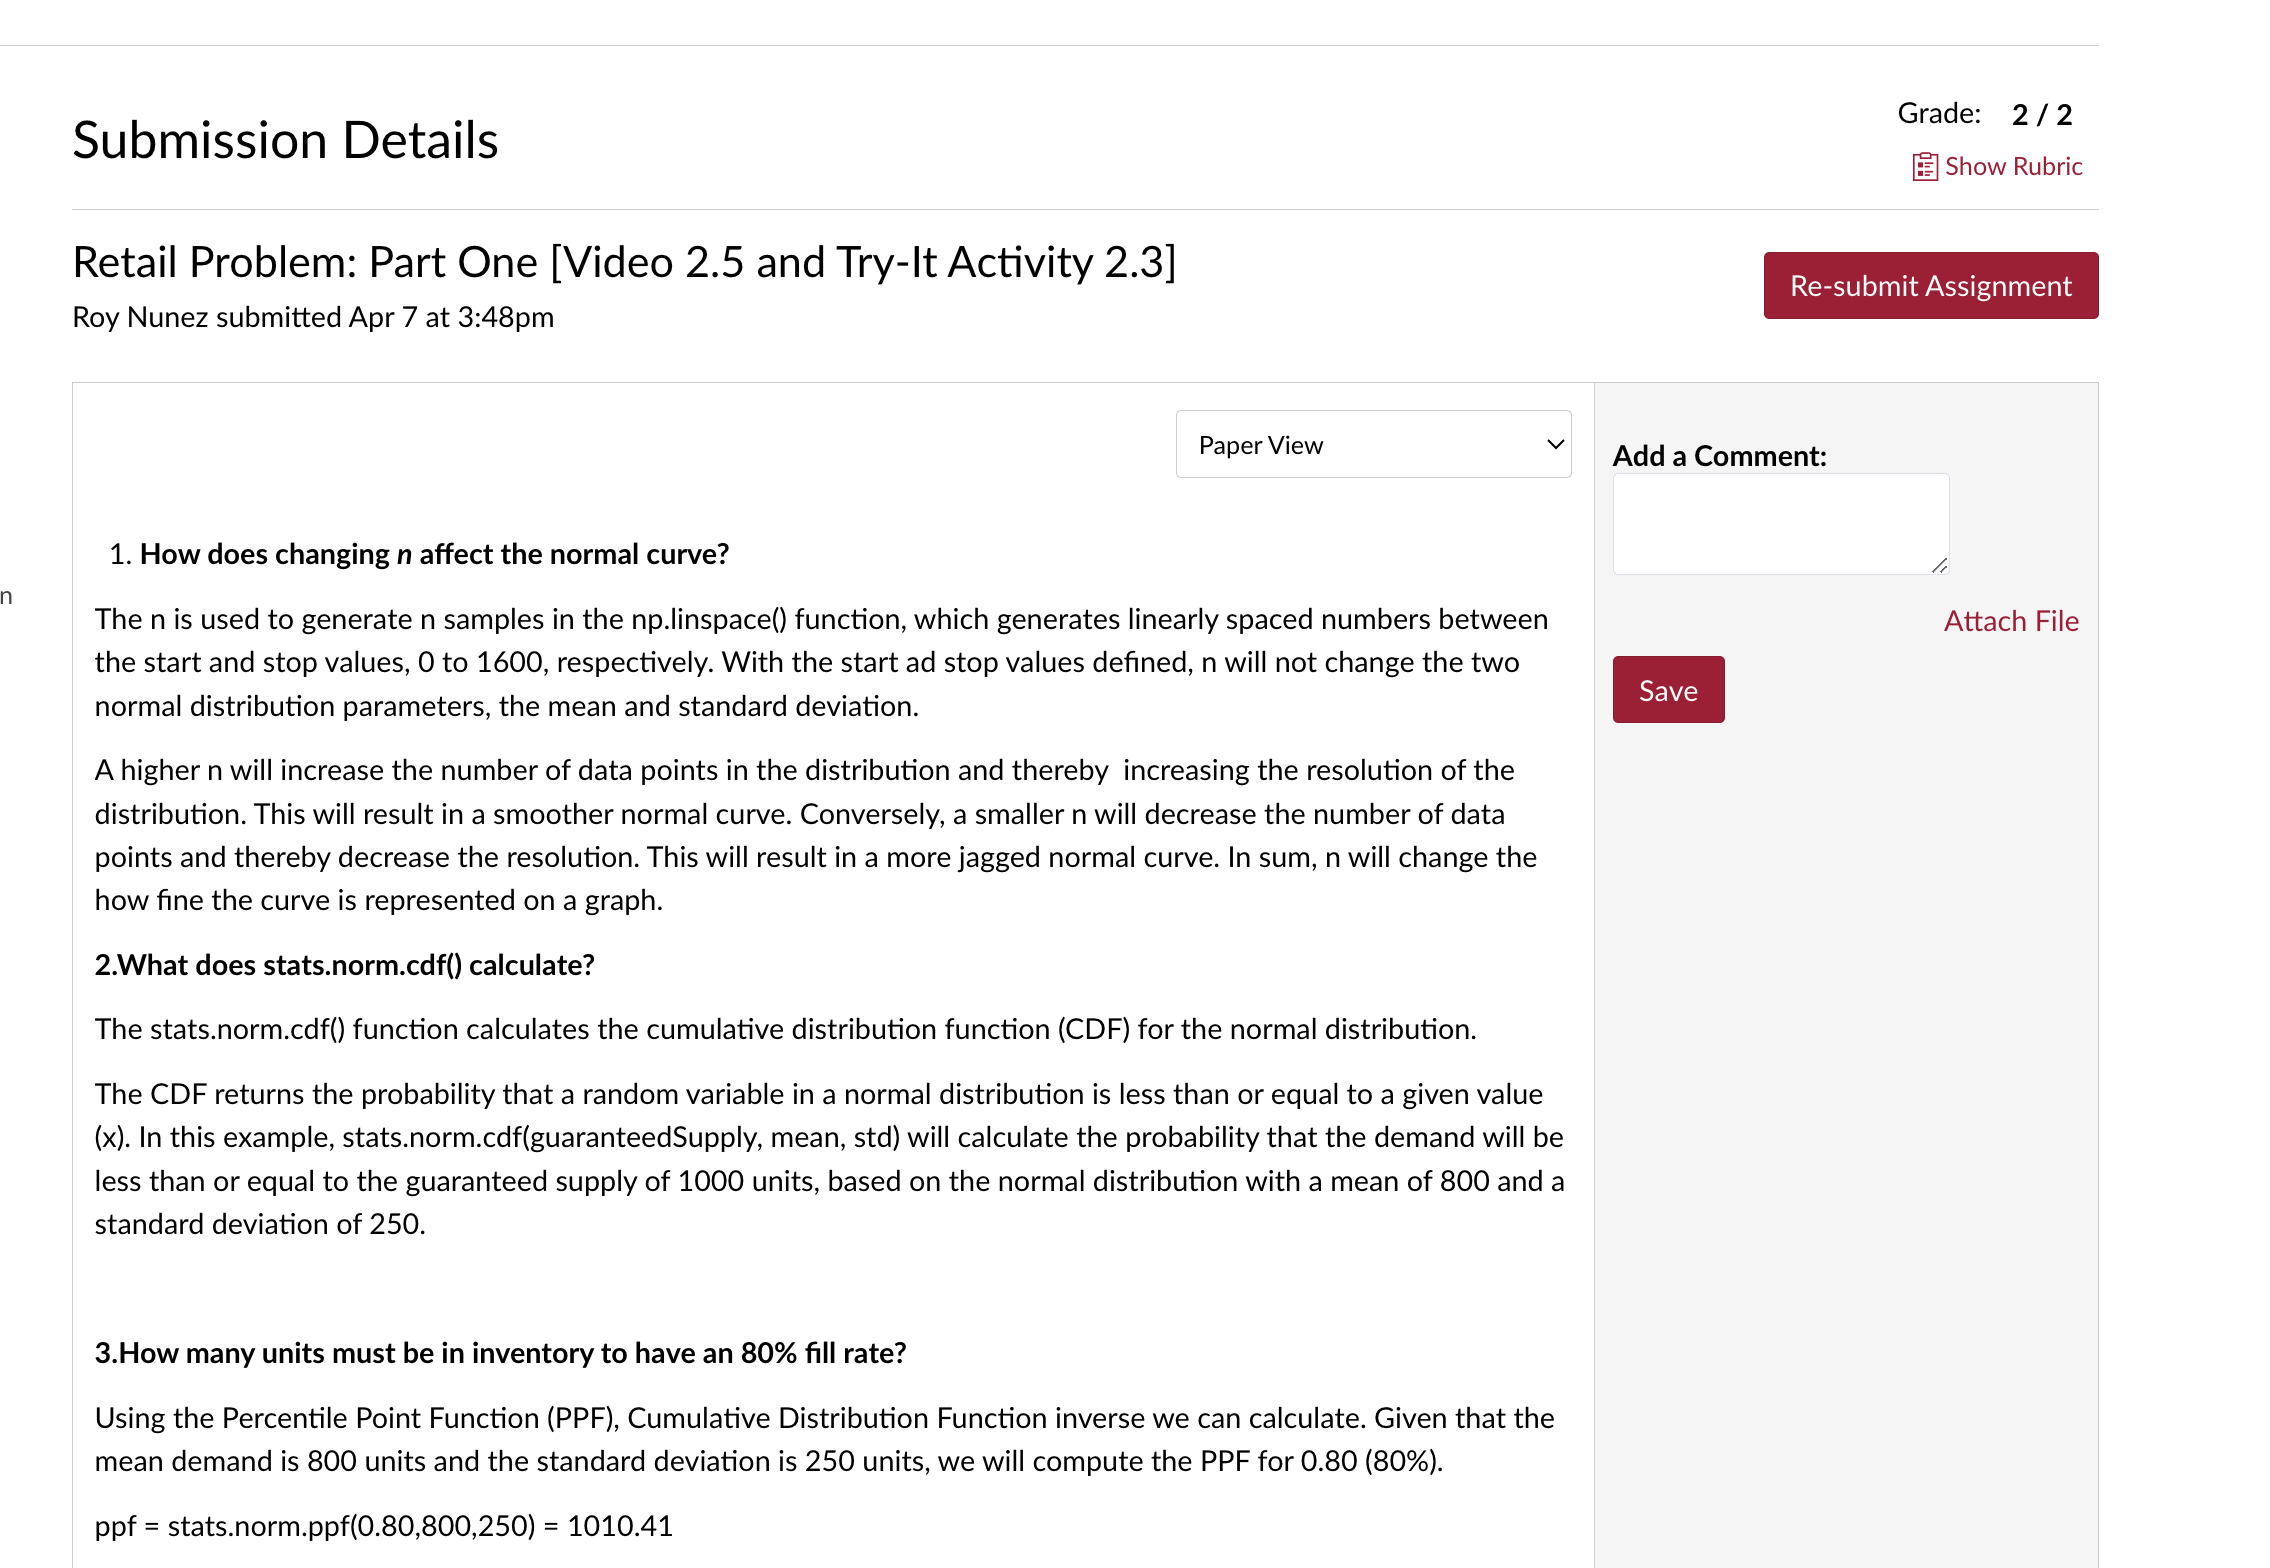 Submission Details
Grade: 2 / 2
Show Rubric
Retail Problem: Part One [Video 2.5 and Try-It Activity 2.3]
Roy Nunez submitted Apr 7 at 3:48pm
Re-submit Assignment
Paper View
Add a Comment:
Attach File
Save
1. How does changing n affect the normal curve?
n
The n is used to generate n samples in the np.linspace() function, which generates linearly spaced numbers between
the start and stop values, 0 to 1600, respectively. With the start ad stop values defined, n will not change the two
normal distribution parameters, the mean and standard deviation.
A higher n will increase the number of data points in the distribution and thereby  increasing the resolution of the
distribution. This will result in a smoother normal curve. Conversely, a smaller n will decrease the number of data
points and thereby decrease the resolution. This will result in a more jagged normal curve. In sum, n will change the
how fine the curve is represented on a graph.
2.What does stats.norm.cdf() calculate?
The stats.norm.cdf() function calculates the cumulative distribution function (CDF) for the normal distribution.
The CDF returns the probability that a random variable in a normal distribution is less than or equal to a given value
(x). In this example, stats.norm.cdf(guaranteedSupply, mean, std) will calculate the probability that the demand will be
less than or equal to the guaranteed supply of 1000 units, based on the normal distribution with a mean of 800 and a
standard deviation of 250.
3.How many units must be in inventory to have an 80% fill rate?
Using the Percentile Point Function (PPF), Cumulative Distribution Function inverse we can calculate. Given that the
mean demand is 800 units and the standard deviation is 250 units, we will compute the PPF for 0.80 (80%).
ppf = stats.norm.ppf(0.80,800,250) = 1010.41